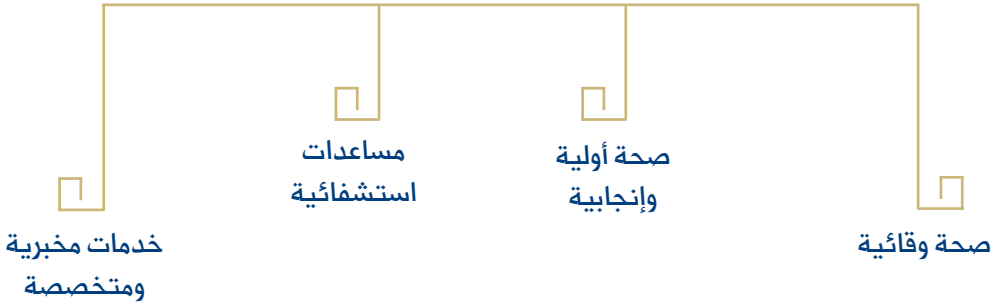 صحة وقائية
صحة أولية
وإنجابية
مساعدات
استشفائية
خدمات مخبرية
ومتخصصة